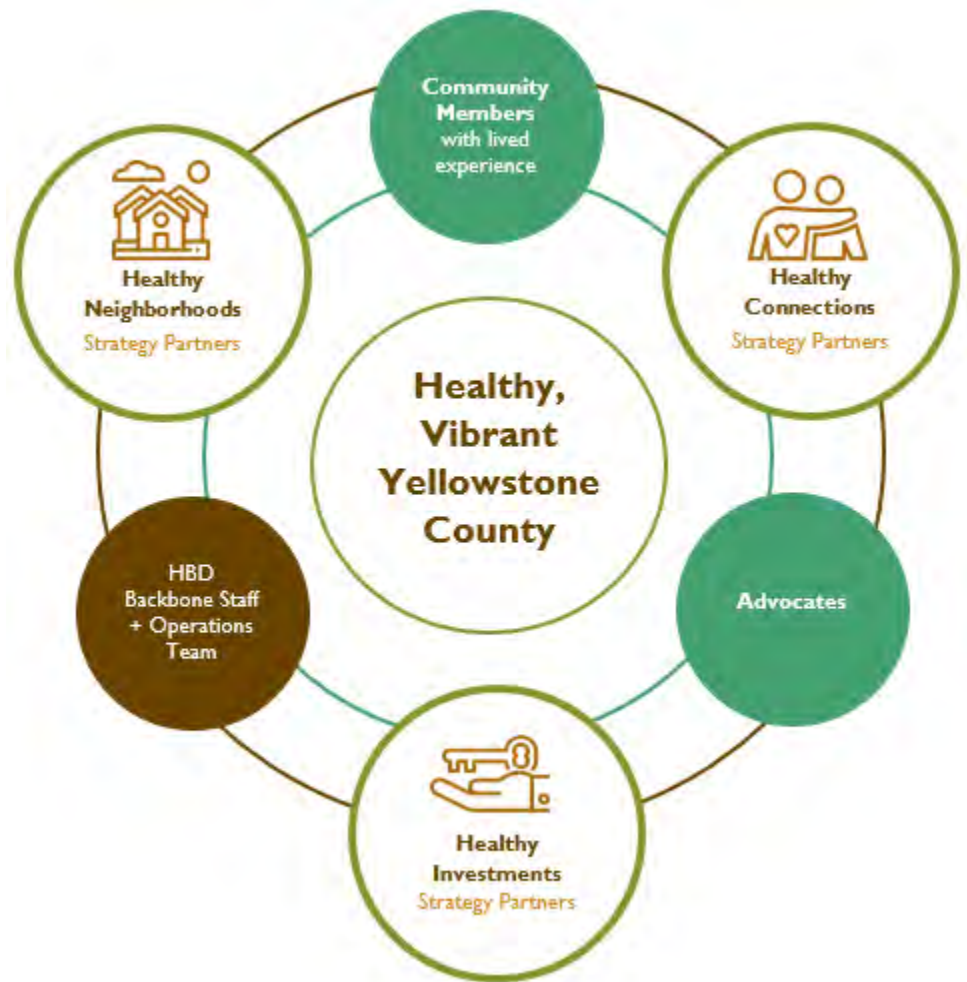 Community
Members
with lived
experience
Healthy
Neighborhoods
Strategy Partners
Healthy
Connections
Strategy Partners
Healthy,
Vibrant
Yellowstone
County
HBD
Backbone Staff
+ Operations
Team
Advocates
Healthy
Investments
Strategy Partners